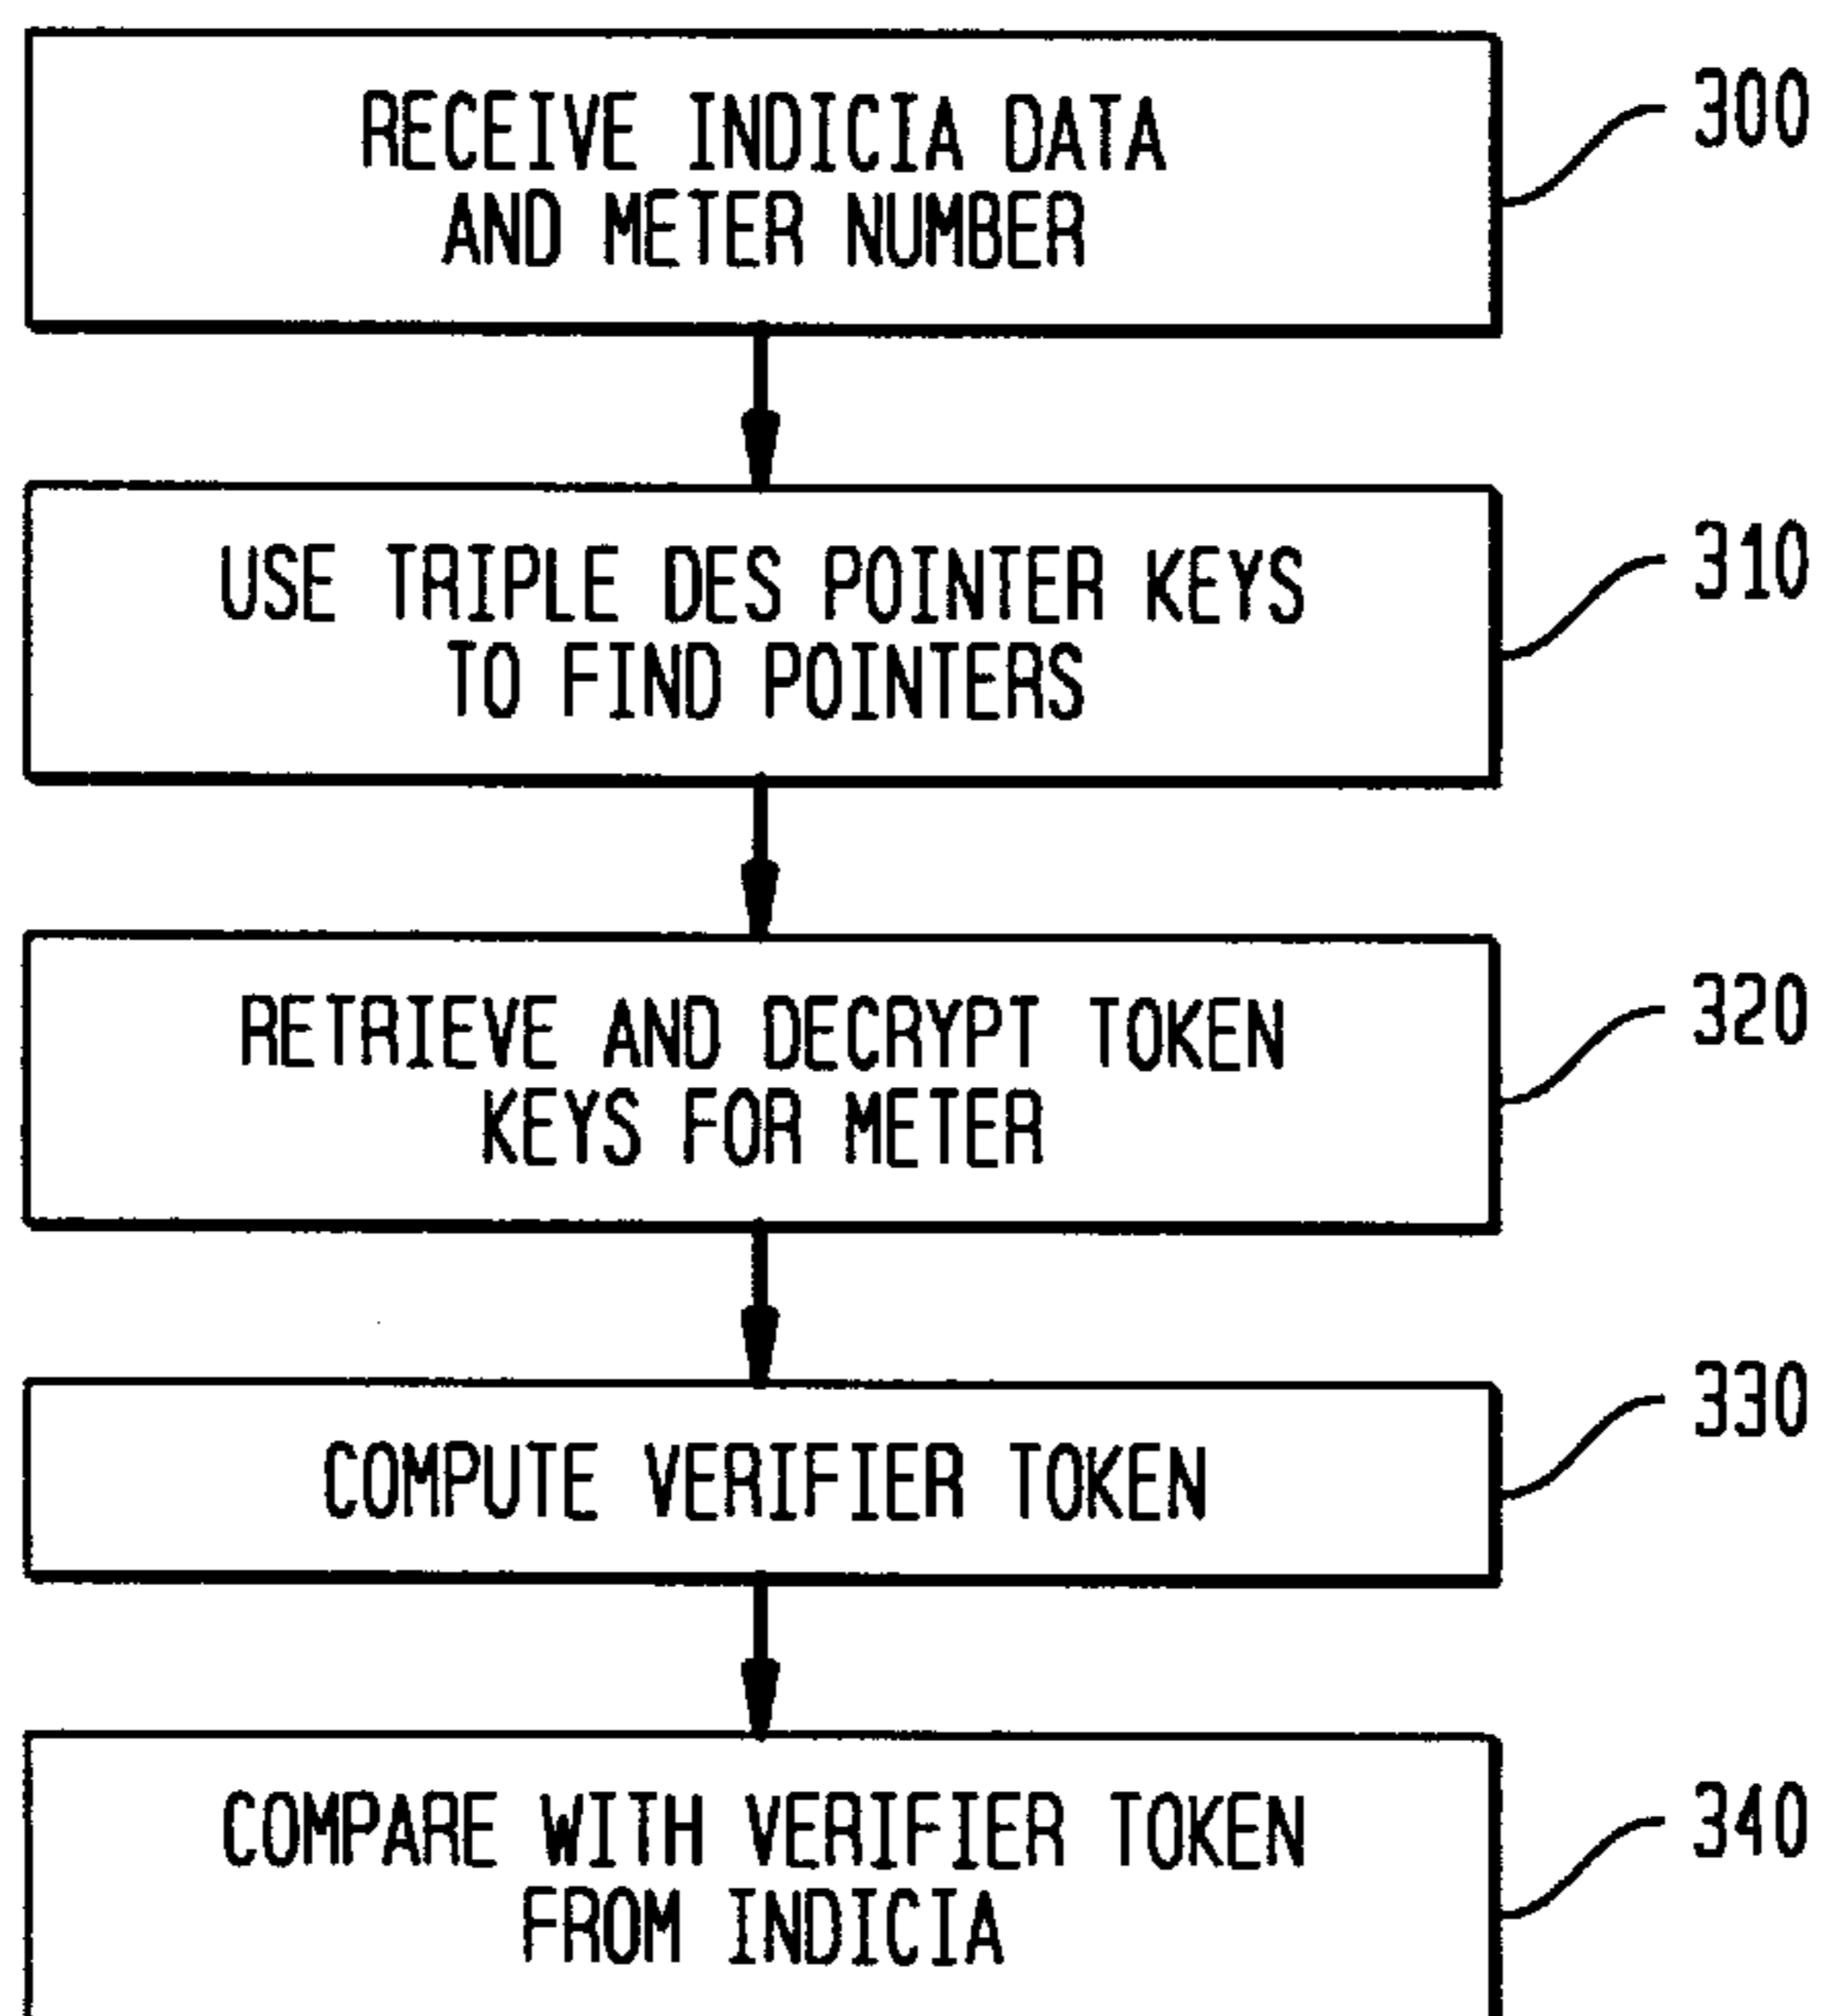 RECEIVE INDICIA DATA
AND METER NUMBER
300
USE TRIPLE DES POINTER KEYS
TO FIND POINTERS
310
RETRIEVE AND DECRYPT TOKEN
KEYS FOR METER
320
COMPUTE VERIFIER TOKEN
330
COMPARE WITH VERIFIER TOKEN
FROM INDICIA
340